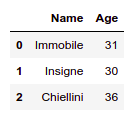 Name Age
0 Immobile 31
1 Insigne 30
2 Chiellini 36